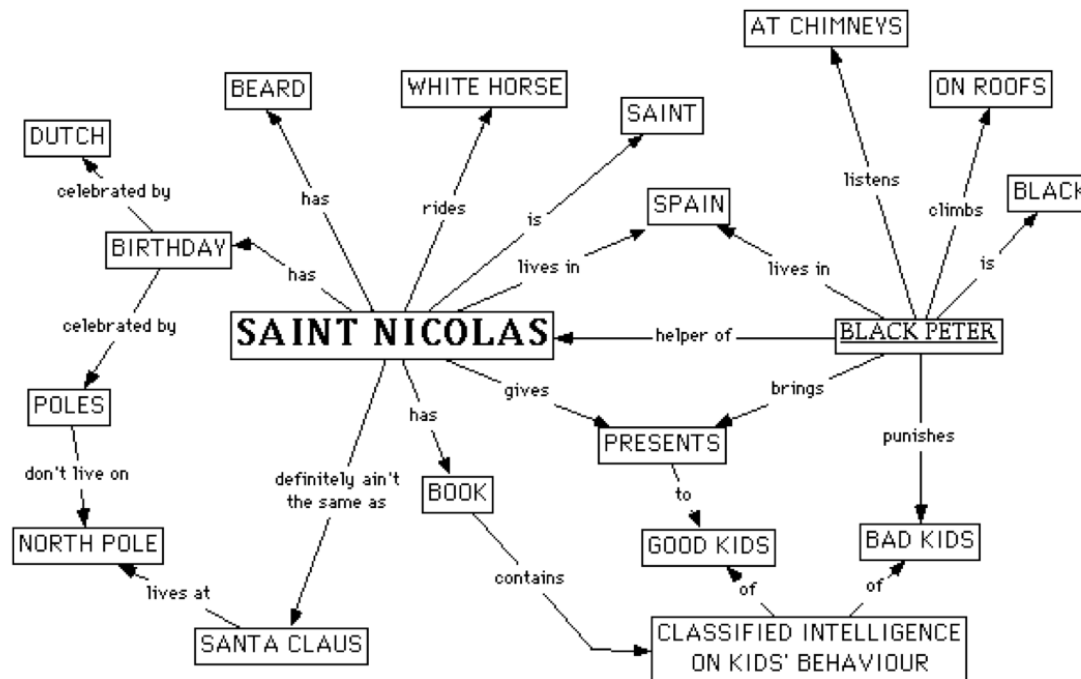 AT CHIMNEYS
BEARD
WHITE HORSE
ON ROOFS
SAINT
DUTCH
celebrated by
has
rides
is
listens
climbs
BLACK
SPAIN
BIRTHDAY
has
lives in
lives in
is
celebrated by
SAINT NICOLAS
helper of
BLACK PETER
POLES
has
gives
brings
PRESENTS
punishes
don't live on
definitely ain't
the same as
BOOK
to
NORTH POLE
GOOD KIDS
BAD KIDS
lives at
contains
of
of
SANTA CLAUS
CLASSIFIED INTELLIGENCE
ON KIDS' BEHAVIOUR